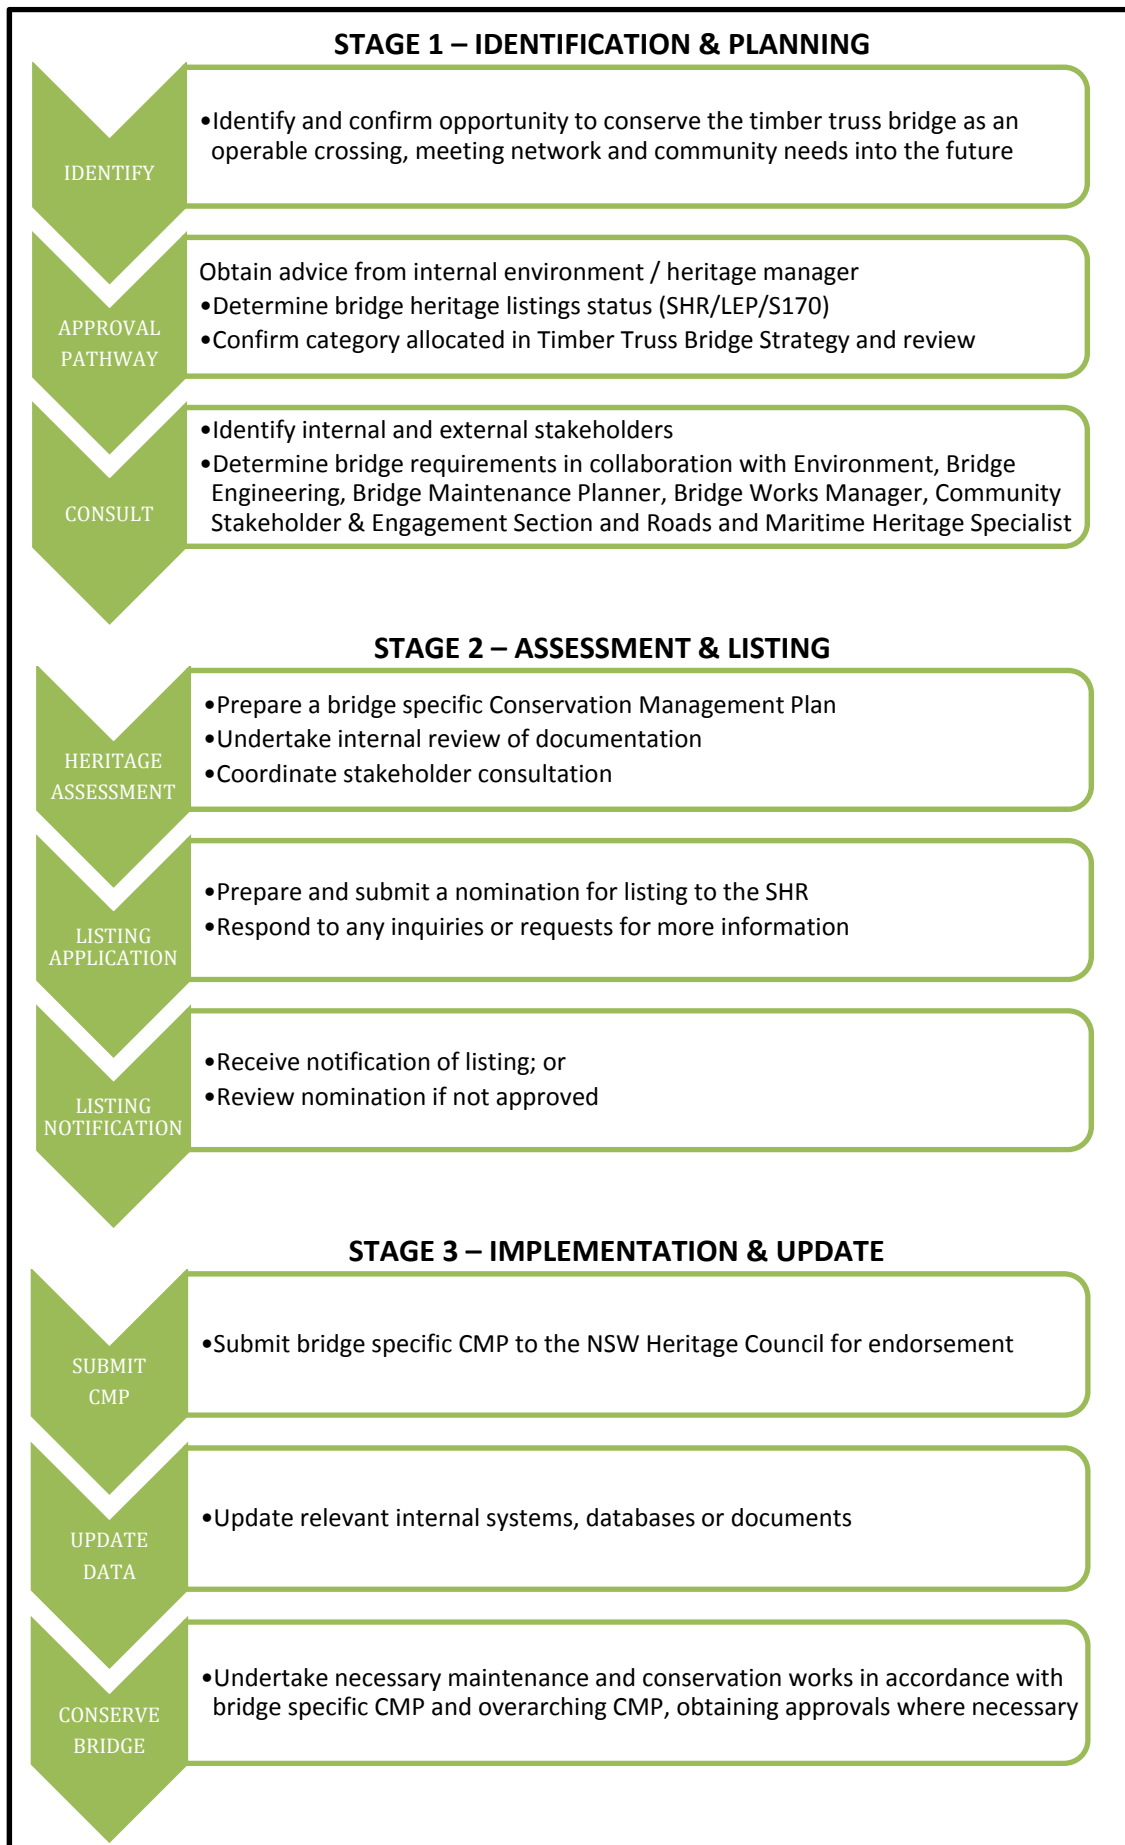 STAGE 1 – IDENTIFICATION & PLANNING
IDENTIFY
•Identify and confirm opportunity to conserve the timber truss bridge as an
operable crossing, meeting network and community needs into the future
APPROVAL
PATHWAY
Obtain advice from internal environment / heritage manager
•Determine bridge heritage listings status (SHR/LEP/S170)
•Confirm category allocated in Timber Truss Bridge Strategy and review
CONSULT
•Identify internal and external stakeholders
•Determine bridge requirements in collaboration with Environment, Bridge
Engineering, Bridge Maintenance Planner, Bridge Works Manager, Community
Stakeholder & Engagement Section and Roads and Maritime Heritage Specialist
STAGE 2 – ASSESSMENT & LISTING
HERITAGE
ASSESSMENT
•Prepare a bridge specific Conservation Management Plan
•Undertake internal review of documentation
•Coordinate stakeholder consultation
LISTING
APPLICATION
•Prepare and submit a nomination for listing to the SHR
•Respond to any inquiries or requests for more information
LISTING
NOTIFICATION
•Receive notification of listing; or
•Review nomination if not approved
STAGE 3 – IMPLEMENTATION & UPDATE
SUBMIT
CMP
•Submit bridge specific CMP to the NSW Heritage Council for endorsement
UPDATE
DATA
•Update relevant internal systems, databases or documents
CONSERVE
BRIDGE
•Undertake necessary maintenance and conservation works in accordance with
bridge specific CMP and overarching CMP, obtaining approvals where necessary